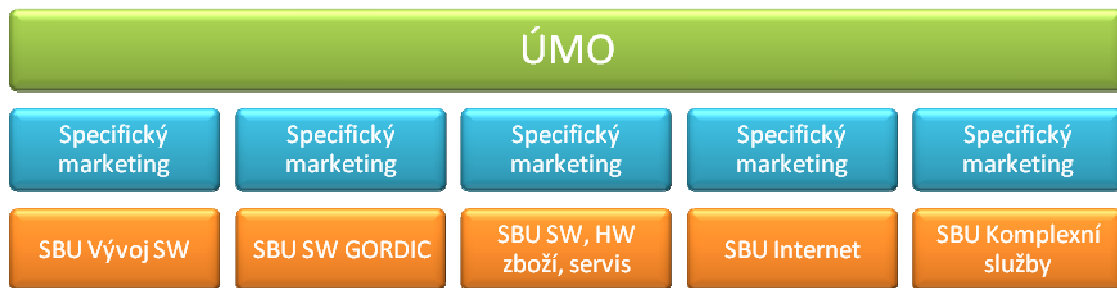 ÚMO
Specifický
marketing
Specifický
marketing
Specifický
marketing
Specifický
marketing
Specifický
marketing
SBU Vývoj SW
SBU SW GORDIC
SBU SW, HW
zboží, servis
SBU Internet
SBU Komplexní
služby